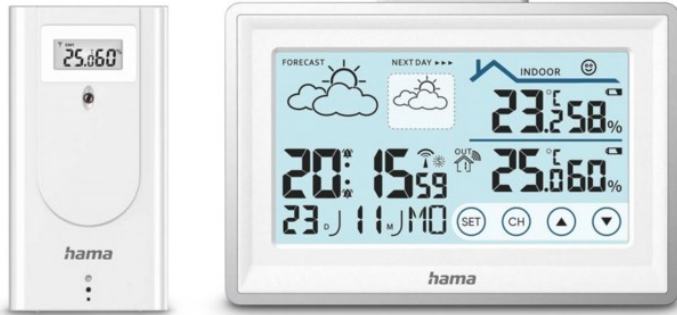 25.0 60%
hama
FORECAST
NEXT DAY ►►►
INDOOR
23.2 °C 58%
20:15 59
OUT
1
25.0 °C 60%
23 D 11 M MO
SET
CH
hama